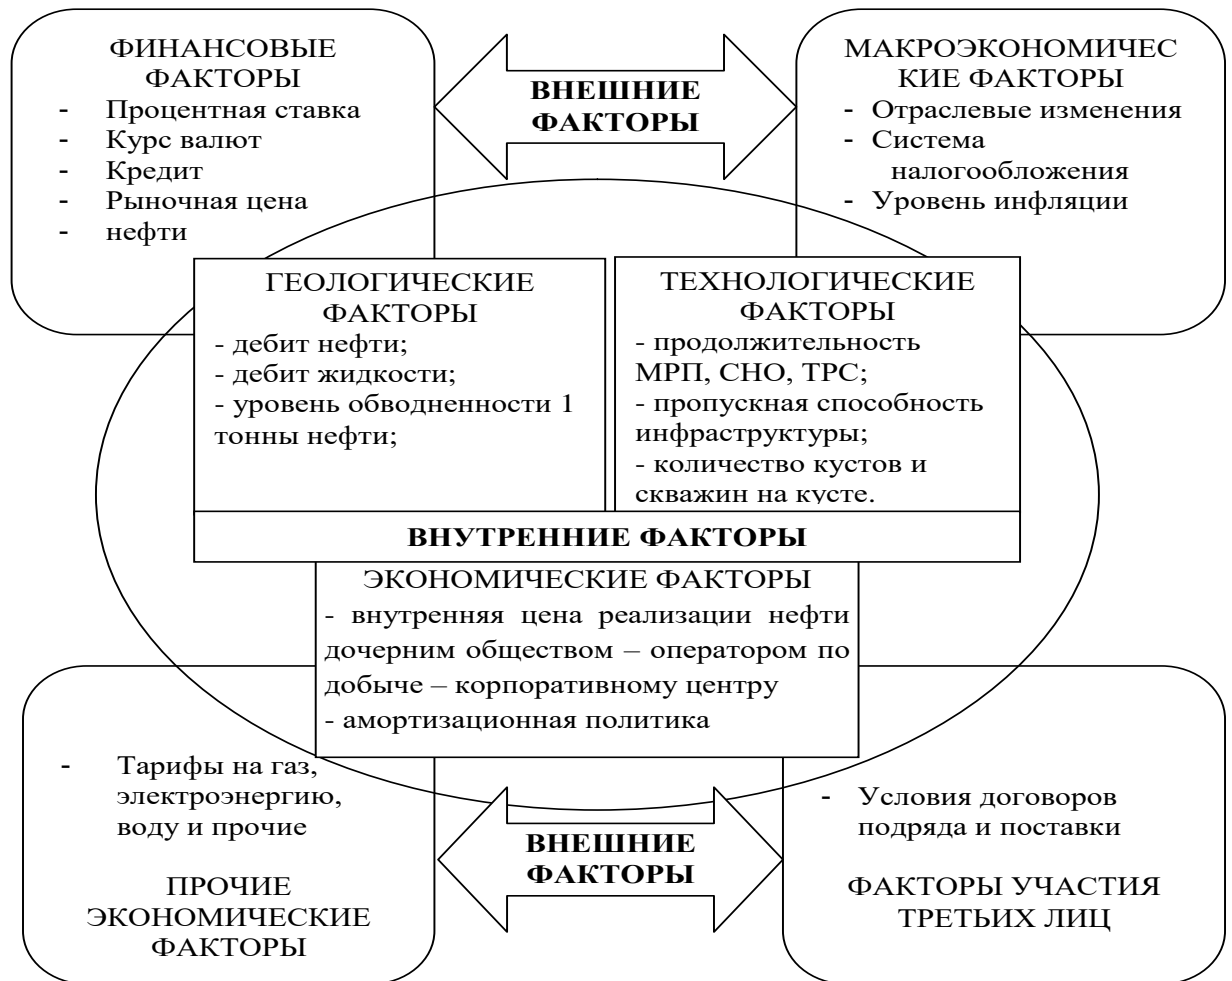 ФИНАНСОВЫЕ
ФАКТОРЫ
- Процентная ставка
- Курс валют
- Кредит
- Рыночная цена
- нефти
ВНЕШНИЕ
ФАКТОРЫ
МАКРОЭКОНОМИЧЕС
КИЕ ФАКТОРЫ
- Отраслевые изменения
- Система
налогообложения
- Уровень инфляции
ГЕОЛОГИЧЕСКИЕ
ФАКТОРЫ
- дебит нефти;
- дебит жидкости;
- уровень обводненности 1
тонны нефти;
ТЕХНОЛОГИЧЕСКИЕ
ФАКТОРЫ
- продолжительность
МРП, СНО, ТРС;
- пропускная способность
инфраструктуры;
- количество кустов и
скважин на кусте.
ВНУТРЕННИЕ ФАКТОРЫ
ЭКОНОМИЧЕСКИЕ ФАКТОРЫ
- внутренняя цена реализации нефти
дочерним обществом – оператором по
добыче – корпоративному центру
- амортизационная политика
- Тарифы на газ,
электроэнергию,
воду и прочие
ПРОЧИЕ
ЭКОНОМИЧЕСКИЕ
ФАКТОРЫ
ВНЕШНИЕ
ФАКТОРЫ
- Условия договоров
подряда и поставки
ФАКТОРЫ УЧАСТИЯ
ТРЕТЬИХ ЛИЦ